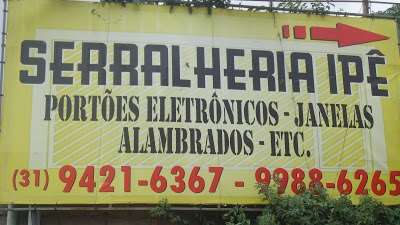 SERRALHERIA IPÊ
PORTÕES ELETRÔNICOS - JANELAS
ALAMBRADOS - ETC.
(31) 9421-6367 - 9988-6265